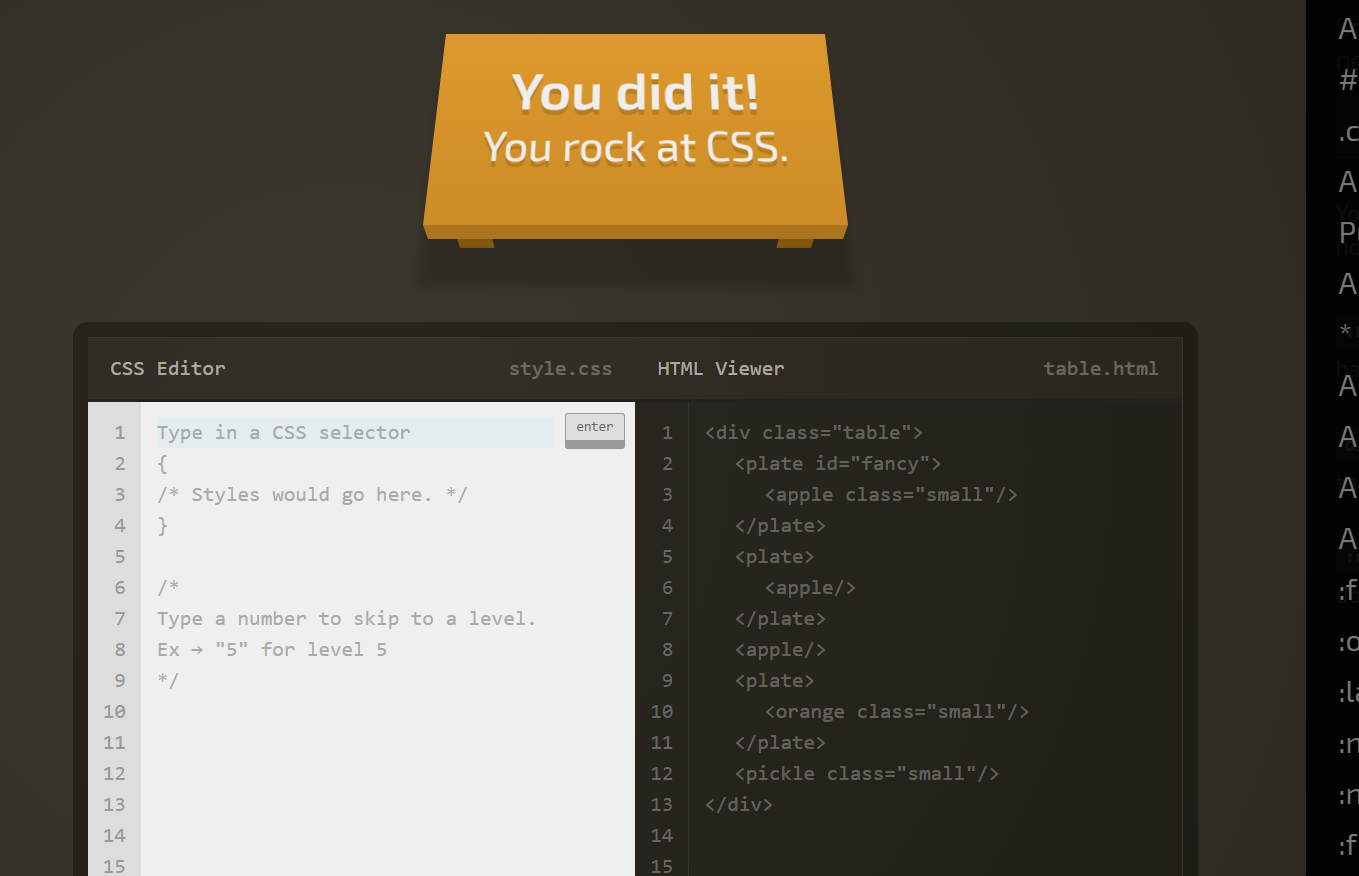 You did it!
You rock at CSS.
CSS Editor style.css
HTML Viewer table.html
1 Type in a CSS selector enter
2 {
3 /* Styles would go here. */
4 }
5
6 /*
7 Type a number to skip to a level.
8 Ex → "5" for level 5
9 */
10
11
12
13
14
15
1 <div class="table">
2 <plate id="fancy">
3 <apple class="small"/>
4 </plate>
5 <plate>
6 <apple/>
7 </plate>
8 <apple/>
9 <plate>
10 <orange class="small"/>
11 </plate>
12 <pickle class="small"/>
13 </div>
14
15
A
#
.c
A
P
A
*
A
A
A
A
:f
:o
:la
:n
:n
:f